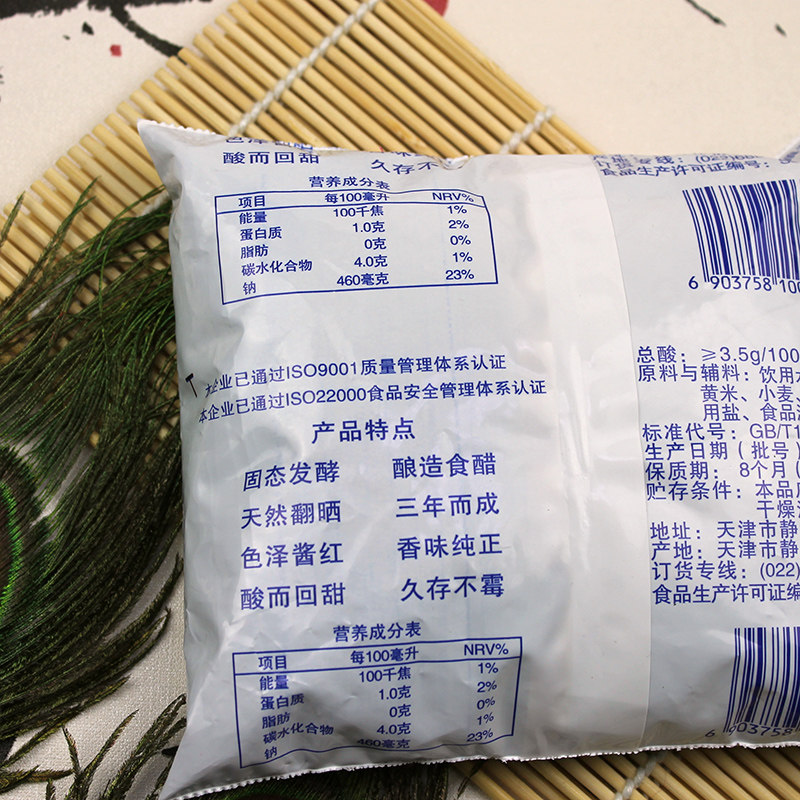 酸而回甜 久存不
营养成分表
项目 每100毫升 NRV%
能量 100千焦 1%
蛋白质 1.0克 2%
脂肪 0克 0%
碳水化合物 4.0克 1%
钠 460毫克 23%
企业已通过ISO9001质量管理体系认证
本企业已通过ISO22000食品安全管理体系认证
产品特点
固态发酵 酿造食醋
天然翻晒 三年而成
色泽酱红 香味纯正
酸而回甜 久存不霉
营养成分表
项目 每100毫升 NRV%
能量 100千焦 1%
蛋白质 1.0克 2%
脂肪 0克 0%
碳水化合物 4.0克 1%
钠 460毫克 23%
食品生产许可证编号:
6 903758 100
总酸: ≥3.5g/100
原料与辅料: 饮用
黄米、小麦、
用盐、食品
标准代号: GB/T1
生产日期(批号)
保质期: 8个月(
贮存条件: 本品
干燥
地址: 天津市静
产地: 天津市静
订货专线: (022)
食品生产许可证编
6 903758